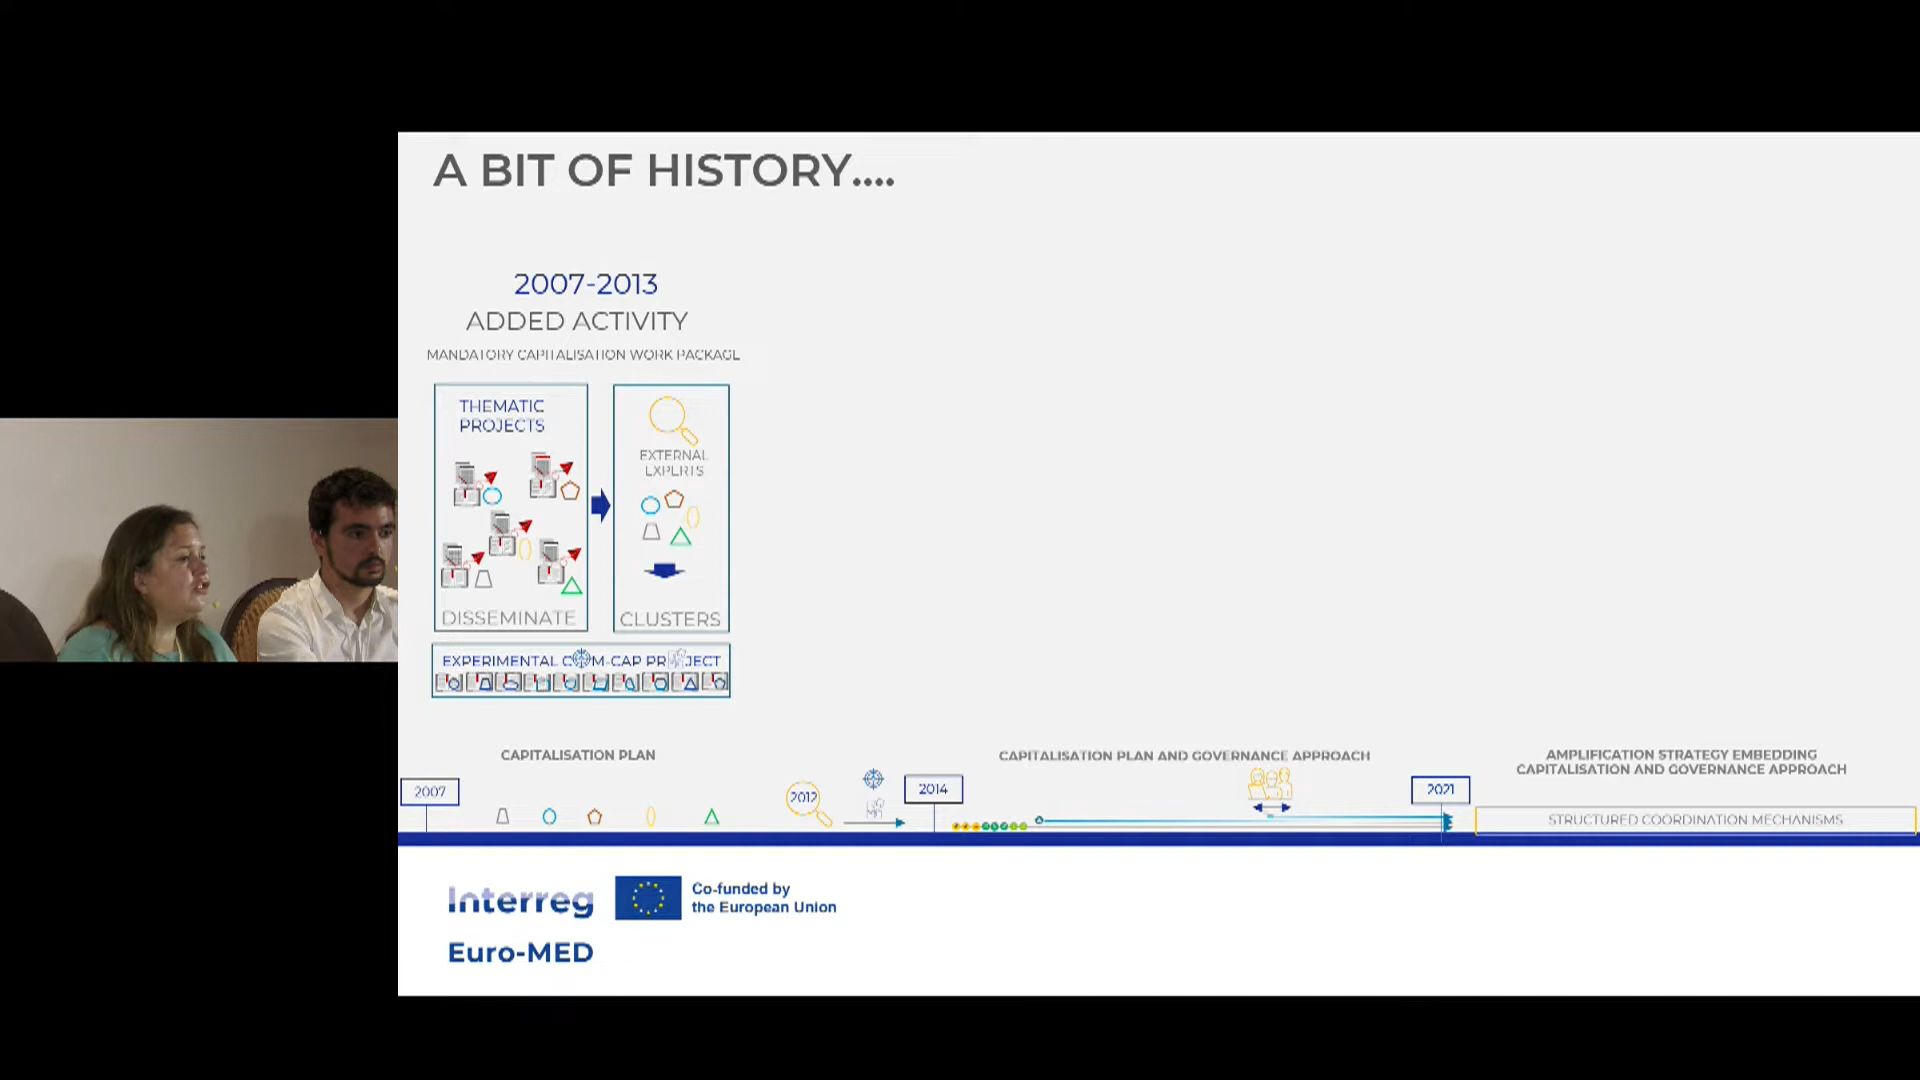 A BIT OF HISTORY....
2007-2013
ADDED ACTIVITY
MANDATORY CAPITALISATION WORK PACKAGE
THEMATIC
PROJECTS
DISSEMINATE
EXTERNAL
EXPERTS
CLUSTERS
EXPERIMENTAL COM-CAP PROJECT
CAPITALISATION PLAN
CAPITALISATION PLAN AND GOVERNANCE APPROACH
AMPLIFICATION STRATEGY EMBEDDING
CAPITALISATION AND GOVERNANCE APPROACH
2007
2012
2014
2021
STRUCTURED COORDINATION MECHANISMS
Interreg
Co-funded by
the European Union
Euro-MED